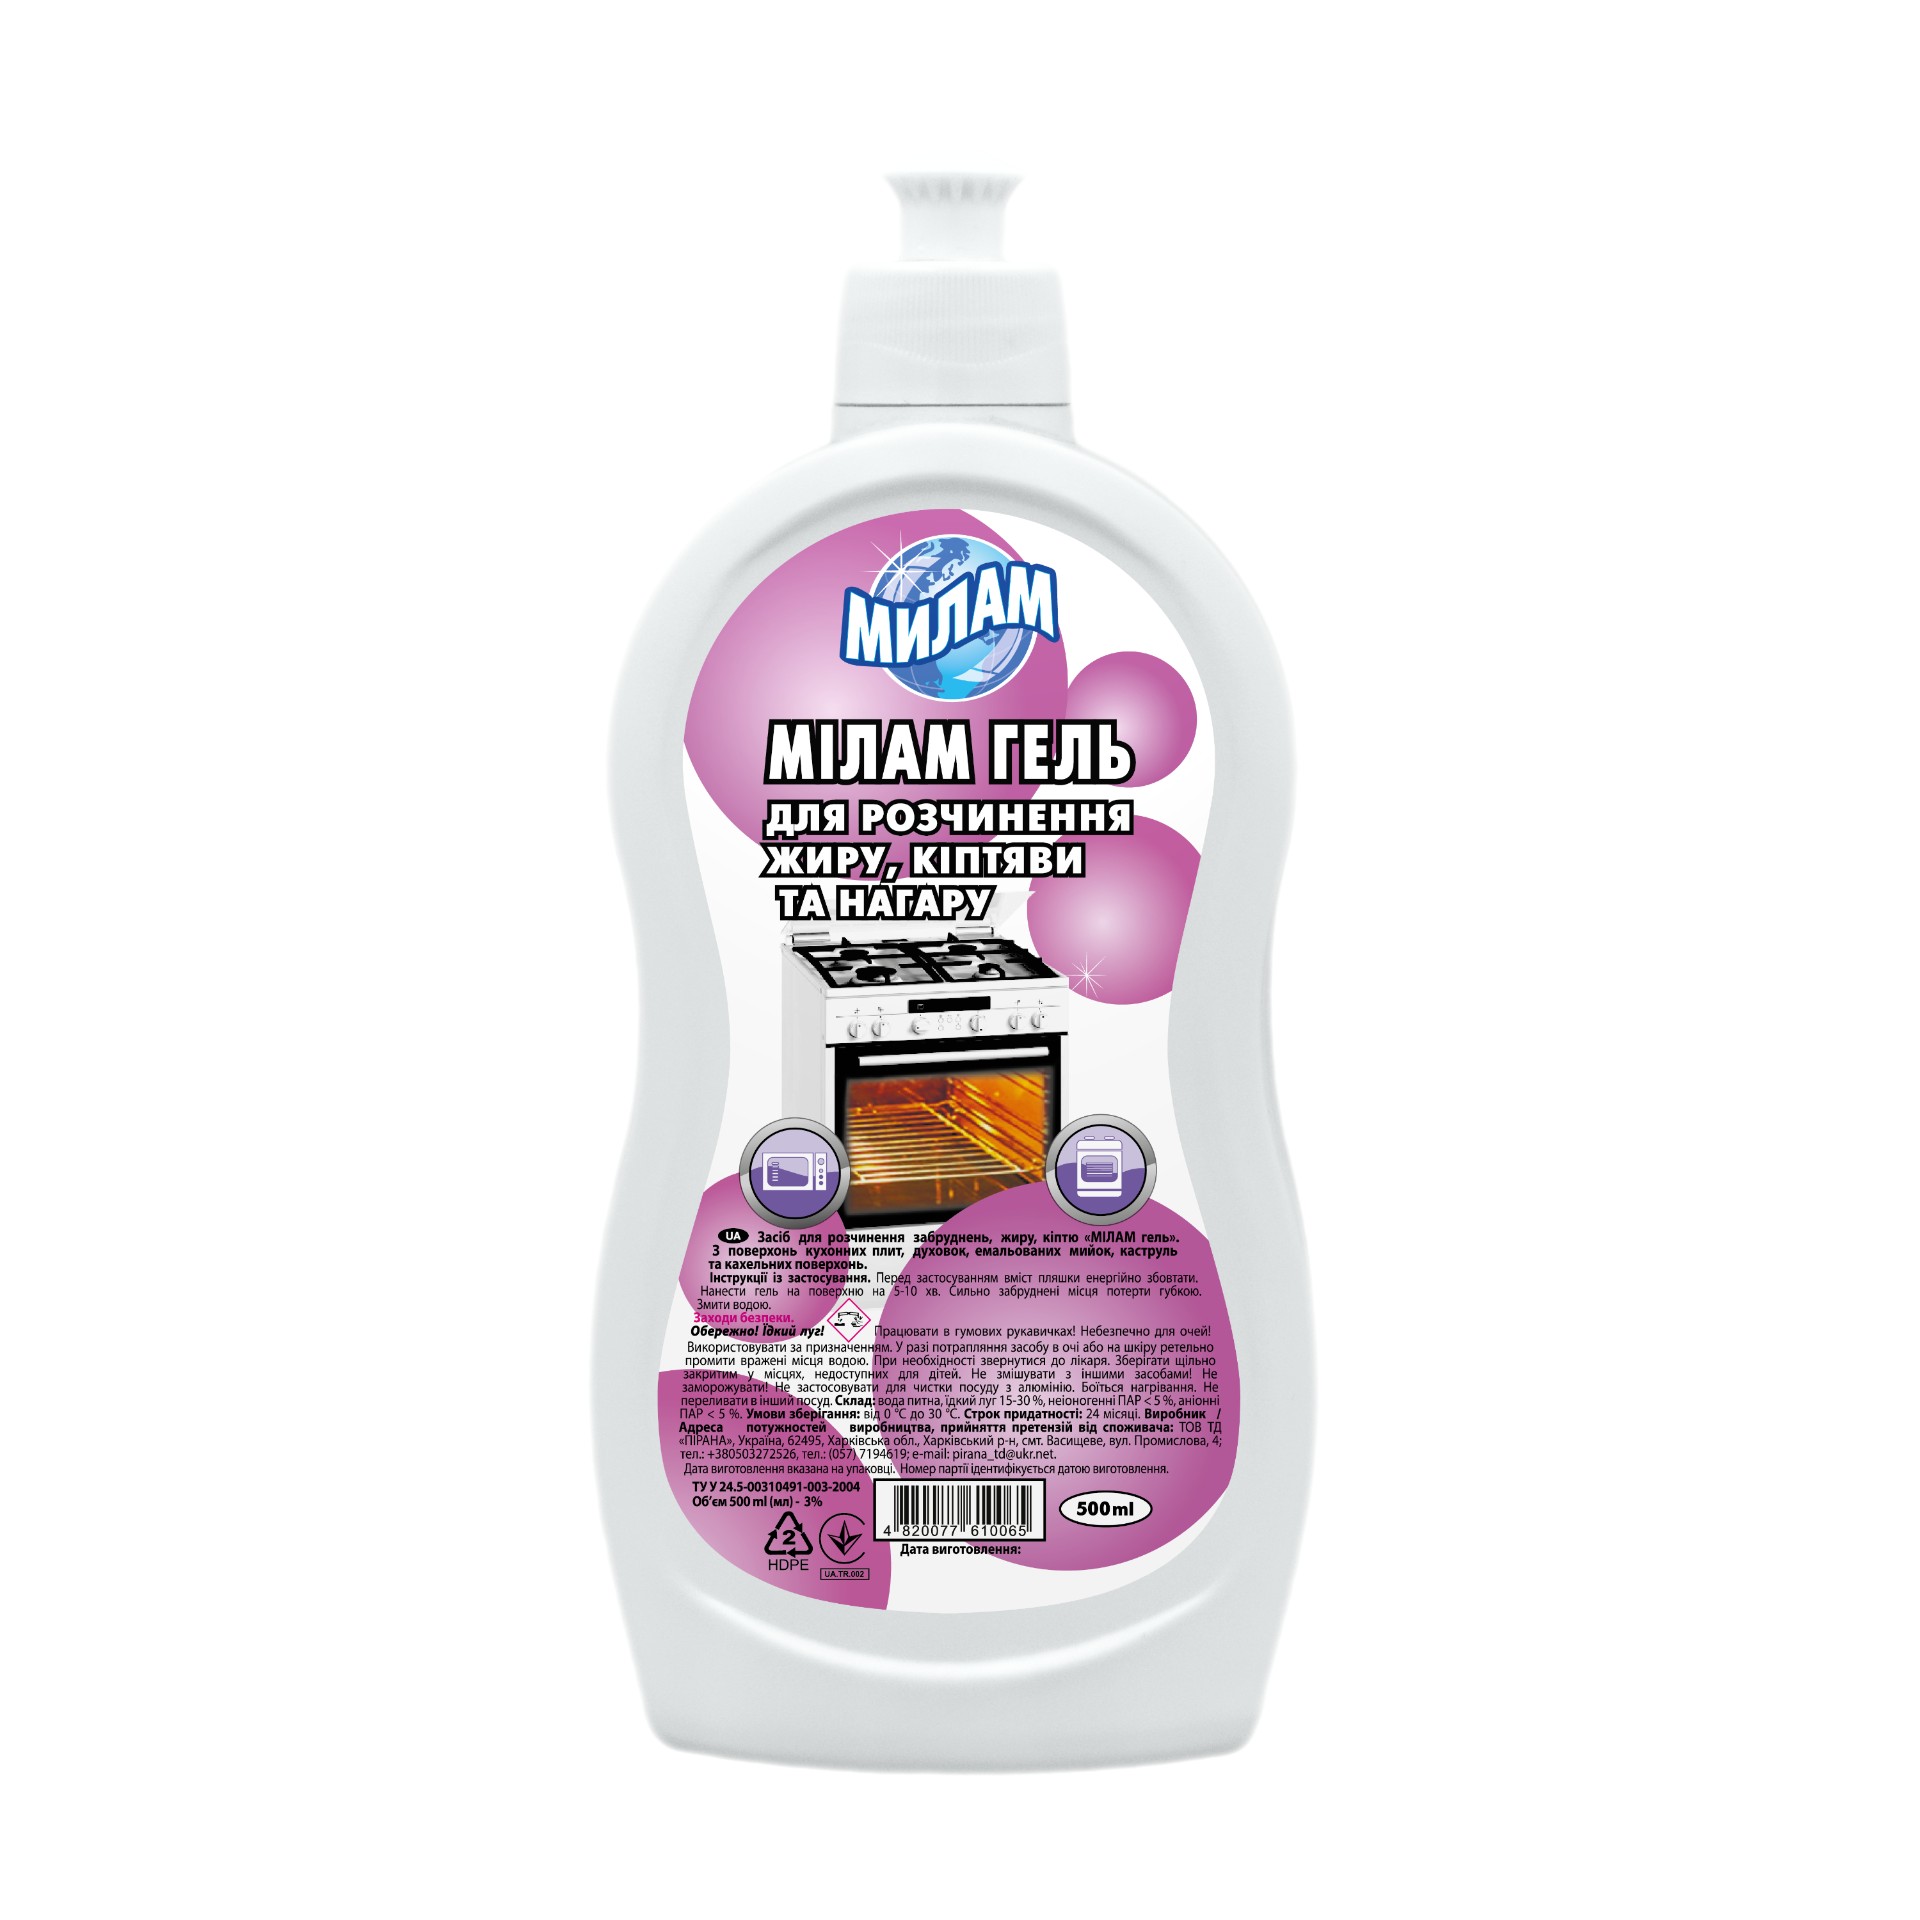 МИЛАМ
МІЛАМ ГЕЛЬ
ДЛЯ РОЗЧИНЕННЯ
ЖИРУ, КІПТЯВИ
ТА НАГАРУ
UA Засіб для розчинення забруднень, жиру, кіптю «МІЛАМ гель».
З поверхонь кухонних плит, духовок, емальованих мийок, каструль
та кахельних поверхонь.
Інструкції із застосування. Перед застосуванням вміст пляшки енергійно збовтати.
Нанести гель на поверхню на 5-10 хв. Сильно забруднені місця потерти губкою.
Змити водою.
Заходи безпеки.
Обережно! Їдкий луг! Працювати в гумових рукавичках! Небезпечно для очей!
Використовувати за призначенням. У разі потрапляння засобу в очі або на шкіру ретельно
промити вражені місця водою. При необхідності звернутися до лікаря. Зберігати щільно
закритим у місцях, недоступних для дітей. Не змішувати з іншими засобами! Не
заморожувати! Не застосовувати для чистки посуду з алюмінію. Боїться нагрівання. Не
переливати в інший посуд. Склад: вода питна, їдкий луг 15-30 %, неіоногенні ПАР < 5 %, аніонні
ПАР < 5 %. Умови зберігання: від 0 °С до 30 °С. Строк придатності: 24 місяці. Виробник /
Адреса потужностей виробництва, прийняття претензій від споживача: ТОВ ТД
«ПІРАНА», Україна, 62495, Харківська обл., Харківський р-н, смт. Васищеве, вул. Промислова, 4;
тел.: +380503272526, тел.: (057) 7194619; e-mail: pirana_td@ukr.net.
Дата виготовлення вказана на упаковці. Номер партії ідентифікується датою виготовлення.
ТУ У 24.5-00310491-003-2004
Об'єм 500 ml (мл) - 3%
4 820077 610065
500 ml
Дата виготовлення:
2
HDPE
UA.TR.002